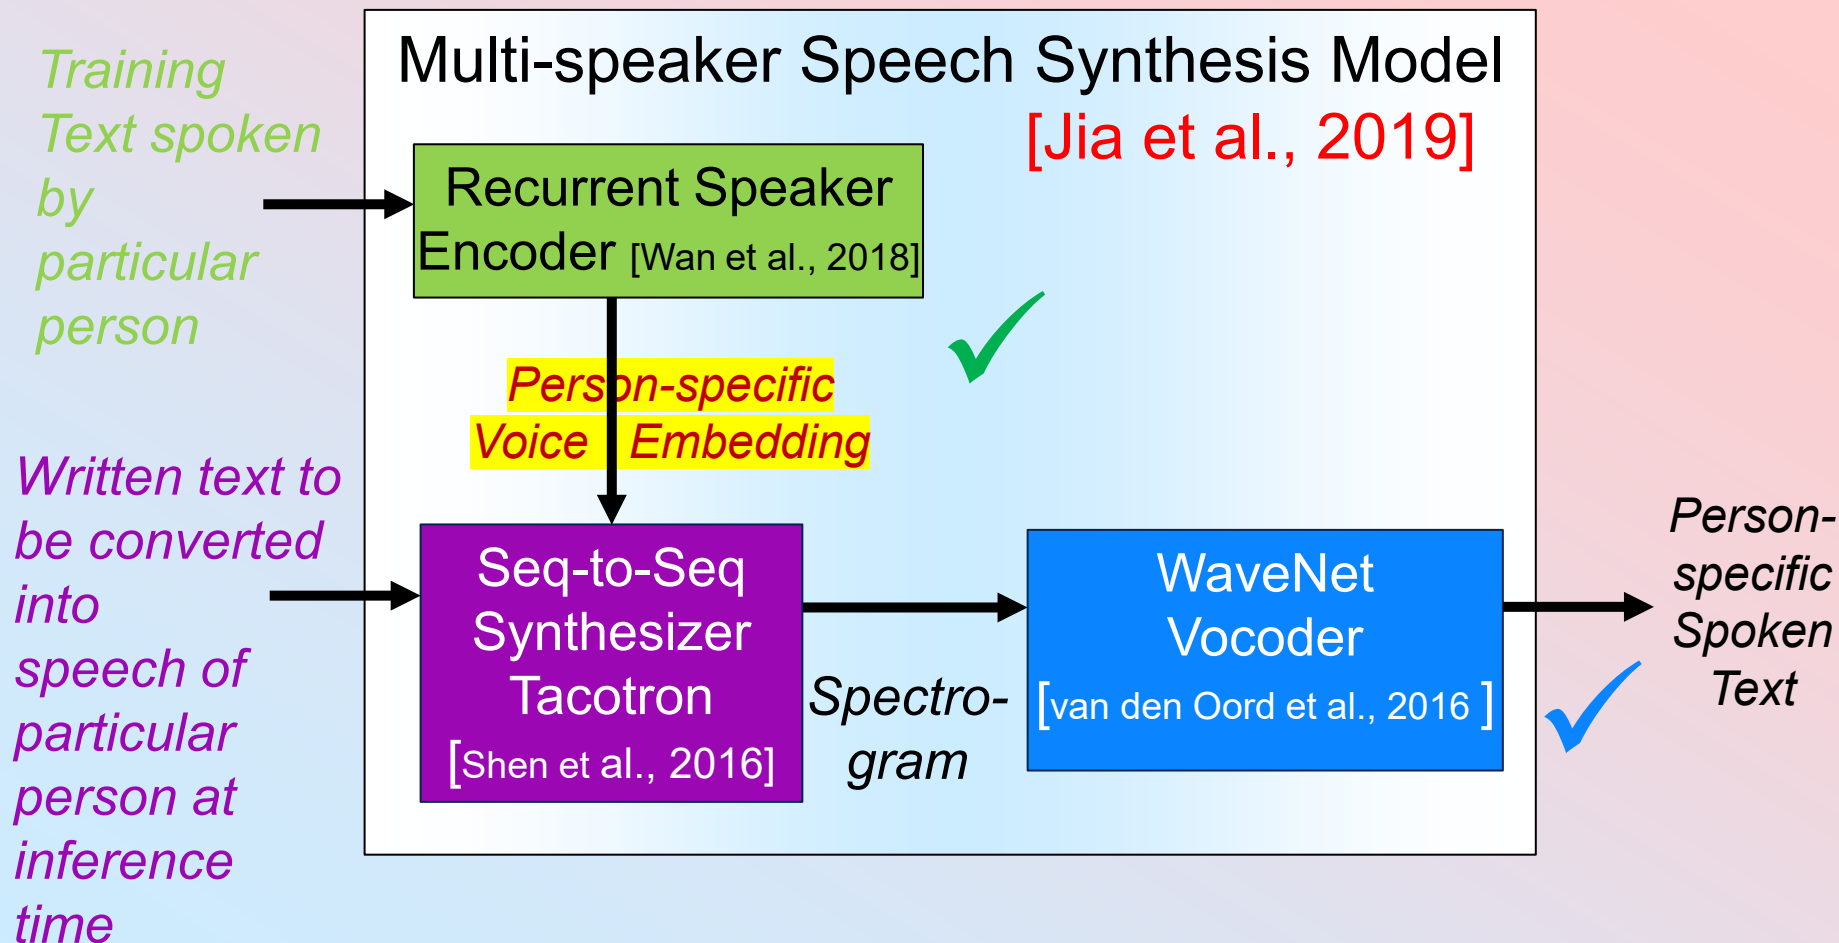 Multi-speaker Speech Synthesis Model
[Jia et al., 2019]
Training
Text spoken
by
particular
person
Recurrent Speaker
Encoder [Wan et al., 2018]
Person-specific
Voice Embedding
Written text to
be converted
into
speech of
particular
person at
inference
time
Seq-to-Seq
Synthesizer
Tacotron
[Shen et al., 2016]
Spectro-
gram
WaveNet
Vocoder
[van den Oord et al., 2016 ]
Person-
specific
Spoken
Text